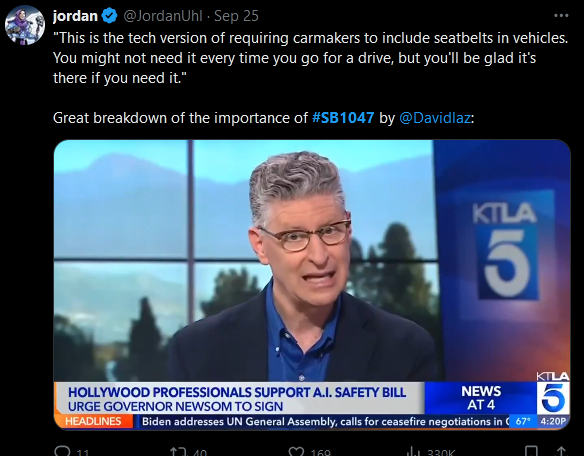 jordan @JordanUhl · Sep 25
"This is the tech version of requiring carmakers to include seatbelts in vehicles.
You might not need it every time you go for a drive, but you'll be glad it's
there if you need it."
Great breakdown of the importance of #SB1047 by @Davidlaz:
KTLA
5
HOLLYWOOD PROFESSIONALS SUPPORT A.I. SAFETY BILL
URGE GOVERNOR NEWSOM TO SIGN
NEWS
AT 4
KTLA
5
HEADLINES Biden addresses UN General Assembly, calls for ceasefire negotiations in 67° 4:20P
11 40 169 330K